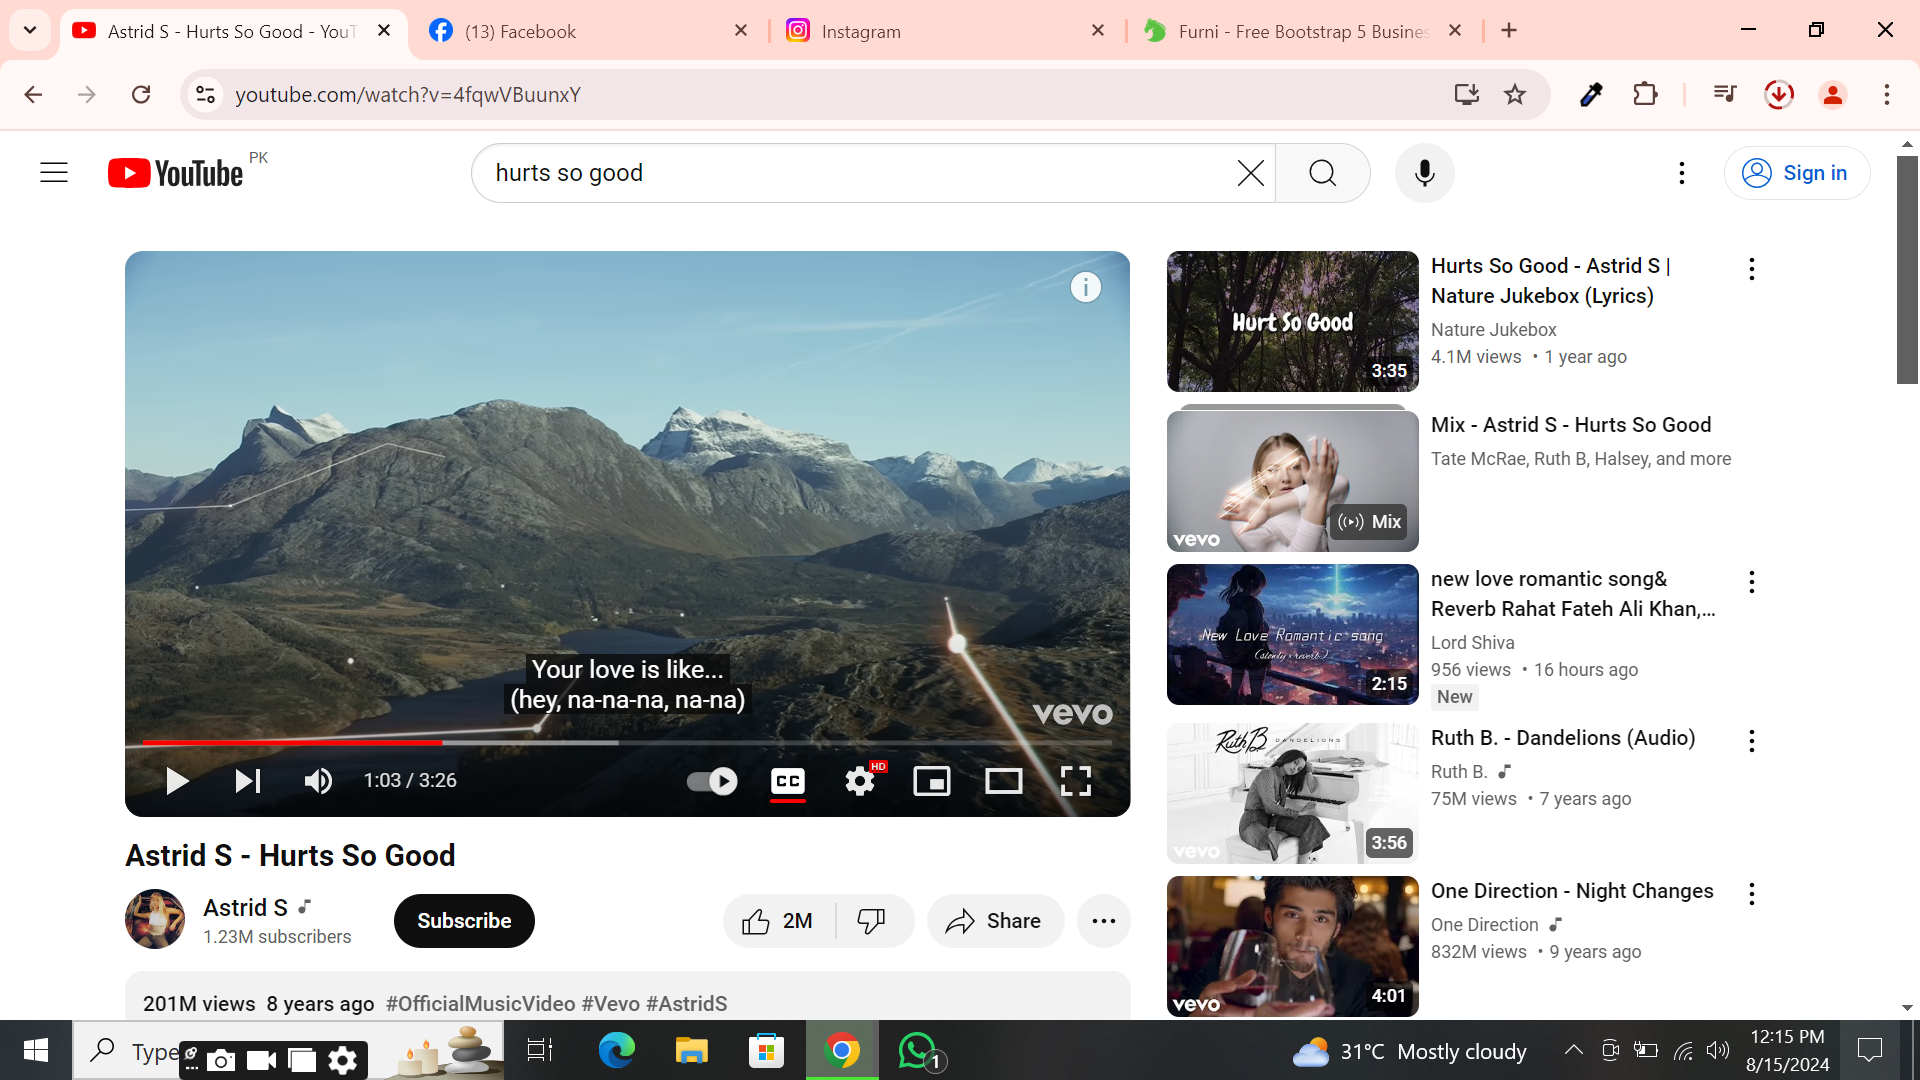 Astrid S - Hurts So Good - YouT
(13) Facebook
Instagram
Furni - Free Bootstrap 5 Busines
youtube.com/watch?v=4fqwVBuunxY
YouTube PK
hurts so good
Sign in
Your love is like...
(hey, na-na-na, na-na)
vevo
1:03 / 3:26
CC
HD
Astrid S - Hurts So Good
Astrid S
1.23M subscribers
Subscribe
2M
Share
201M views 8 years ago #OfficialMusicVideo #Vevo #AstridS
Hurt So Good
3:35
Hurts So Good - Astrid S |
Nature Jukebox (Lyrics)
Nature Jukebox
4.1M views • 1 year ago
vevo
Mix
Mix - Astrid S - Hurts So Good
Tate McRae, Ruth B, Halsey, and more
New Love Romantic song
(slowly × reverb)
2:15
new love romantic song&
Reverb Rahat Fateh Ali Khan,...
Lord Shiva
956 views • 16 hours ago
New
Ruth B DANDELIONS
vevo
3:56
Ruth B. - Dandelions (Audio)
Ruth B.
75M views • 7 years ago
vevo
4:01
One Direction - Night Changes
One Direction
832M views • 9 years ago
Type
1
31°C Mostly cloudy
12:15 PM
8/15/2024